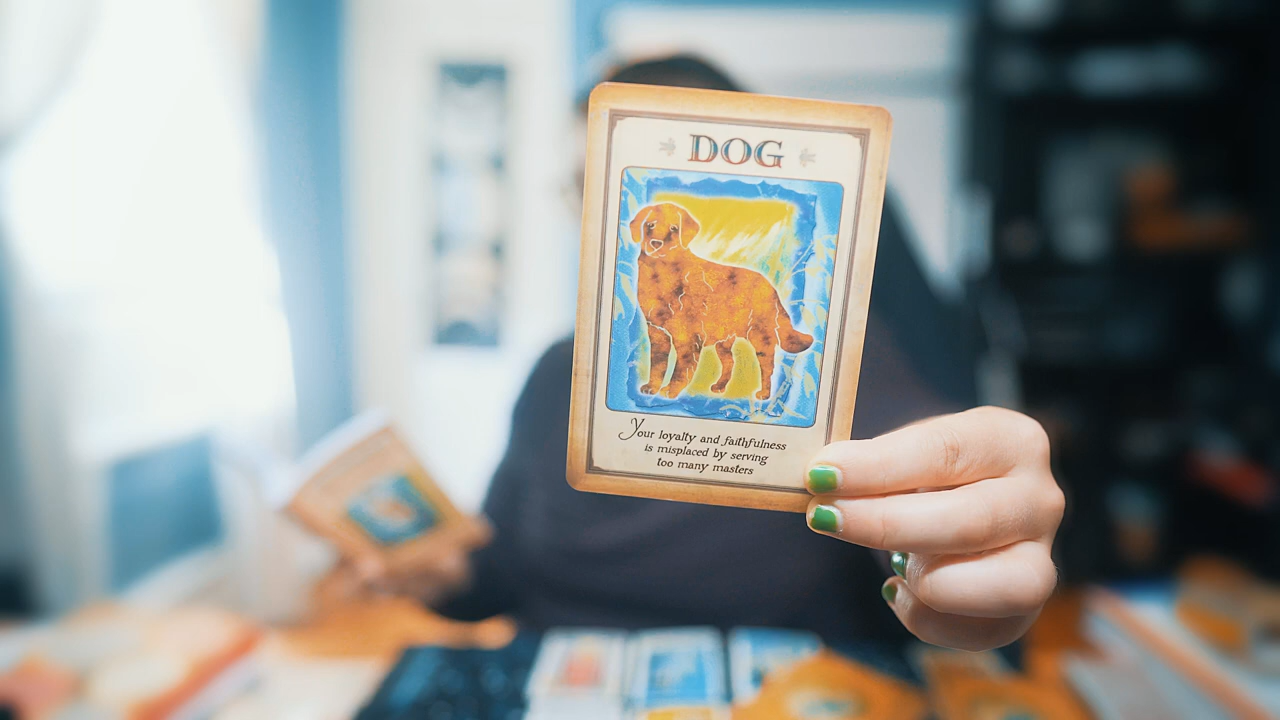 DOG
Your loyalty and faithfulness
is misplaced by serving
too many masters